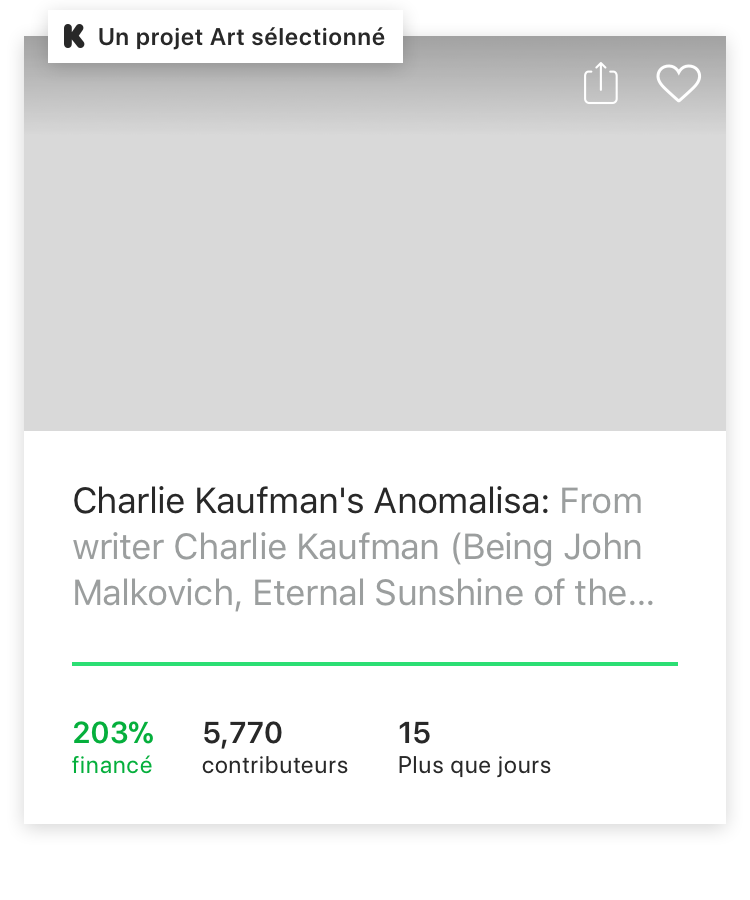 Un projet Art sélectionné
Charlie Kaufman's Anomalisa: From
writer Charlie Kaufman (Being John
Malkovich, Eternal Sunshine of the...
203% 5,770 15
financé contributeurs Plus que jours